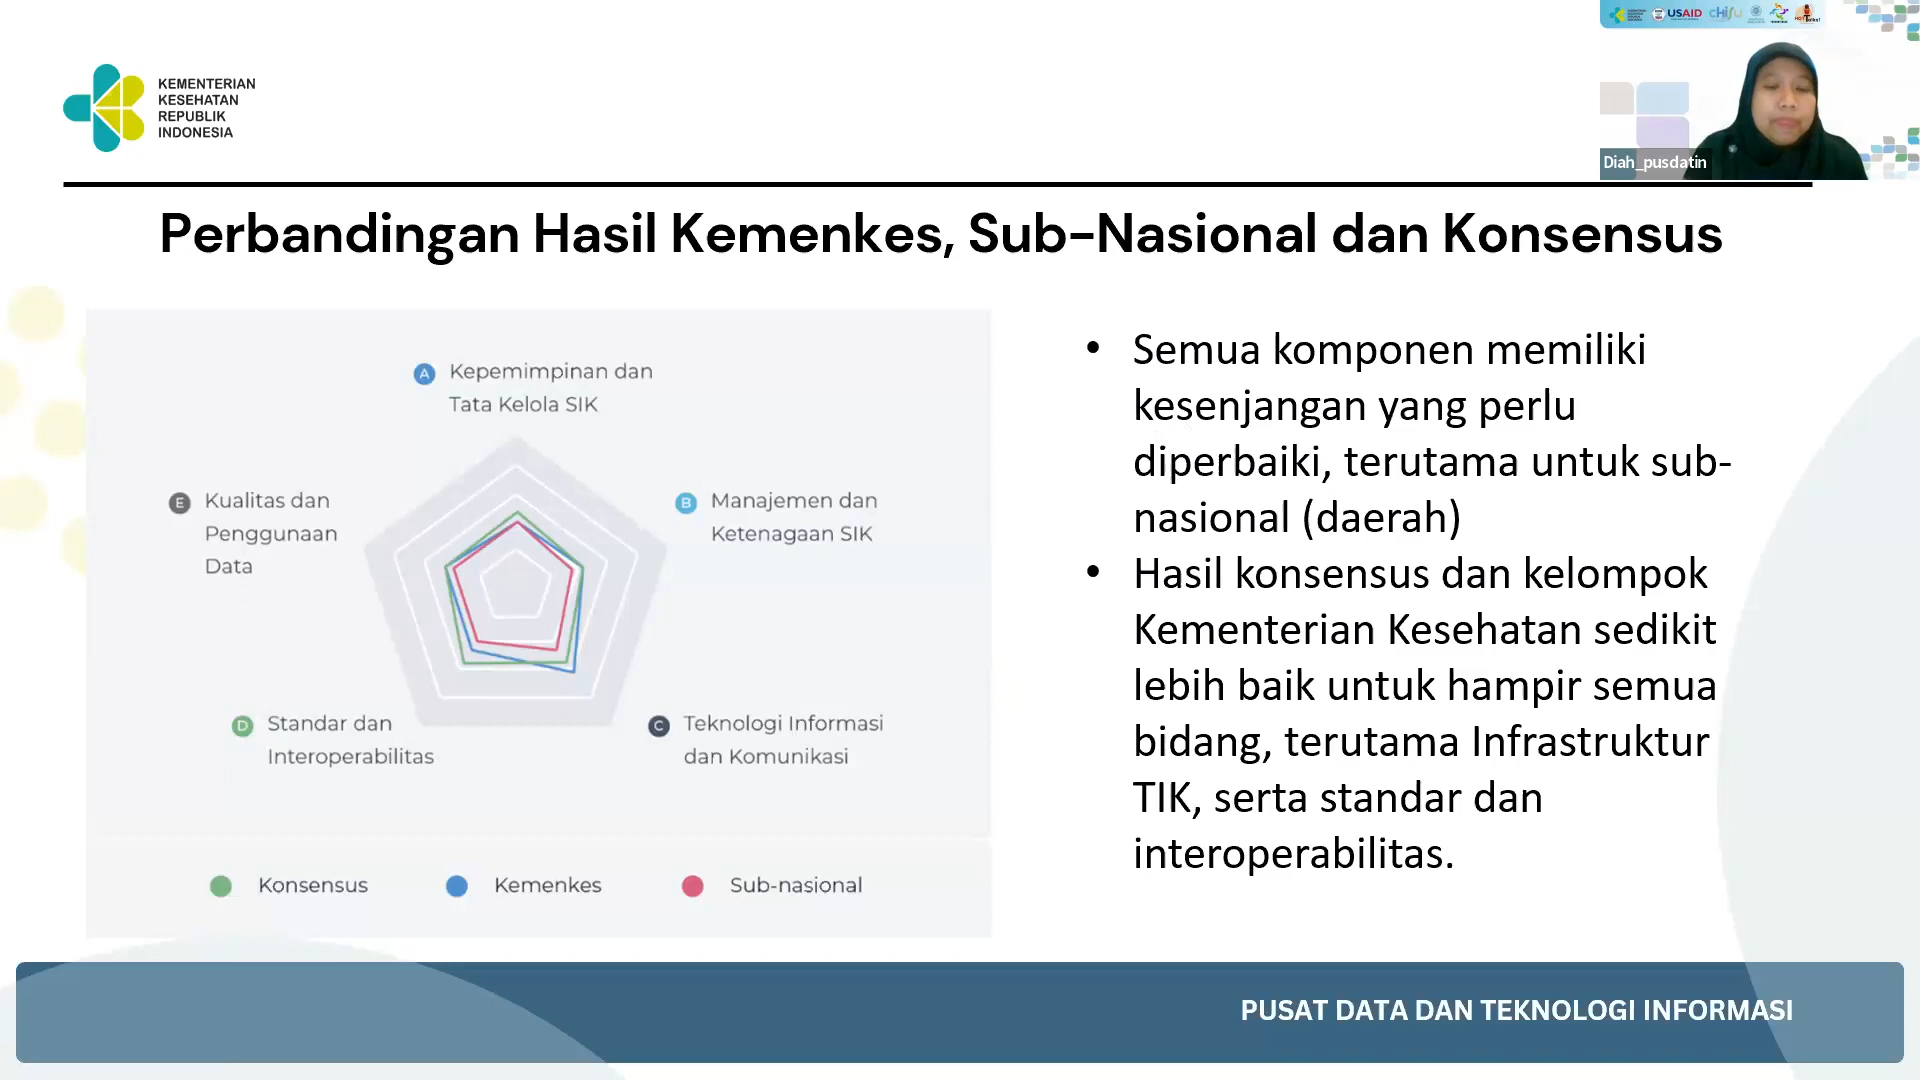 KEMENTERIAN
KESEHATAN
REPUBLIK
INDONESIA
USAID
CHISU
Diah_pusdatin
Perbandingan Hasil Kemenkes, Sub-Nasional dan Konsensus
A Kepemimpinan dan
Tata Kelola SIK
E Kualitas dan
Penggunaan
Data
B Manajemen dan
Ketenagaan SIK
D Standar dan
Interoperabilitas
C Teknologi Informasi
dan Komunikasi
Konsensus
Kemenkes
Sub-nasional
• Semua komponen memiliki
kesenjangan yang perlu
diperbaiki, terutama untuk sub-
nasional (daerah)
• Hasil konsensus dan kelompok
Kementerian Kesehatan sedikit
lebih baik untuk hampir semua
bidang, terutama Infrastruktur
TIK, serta standar dan
interoperabilitas.
PUSAT DATA DAN TEKNOLOGI INFORMASI